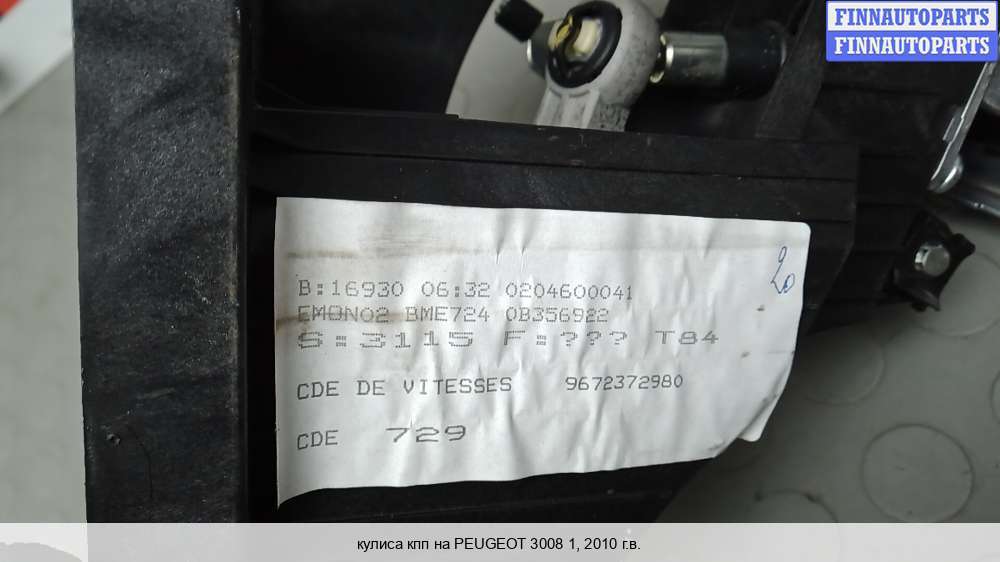 FINNAUTOPARTS
FINNAUTOPARTS
B:16930 06:32 0204600041
EMON02 BME724 0B356922
S:3115 F:??? T84
CDE DE VITESSES 9672372980
CDE 729
20
кулиса кпп на PEUGEOT 3008 1, 2010 г.в.